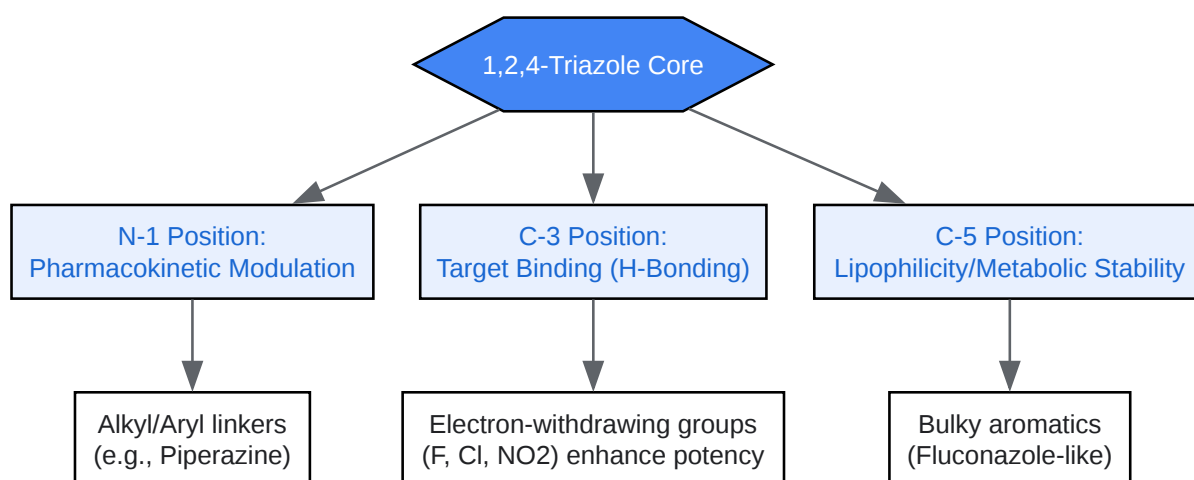 1,2,4-Triazole Core
N-1 Position:
Pharmacokinetic Modulation
C-3 Position:
Target Binding (H-Bonding)
C-5 Position:
Lipophilicity/Metabolic Stability
Alkyl/Aryl linkers
(e.g., Piperazine)
Electron-withdrawing groups
(F, Cl, NO2) enhance potency
Bulky aromatics
(Fluconazole-like)